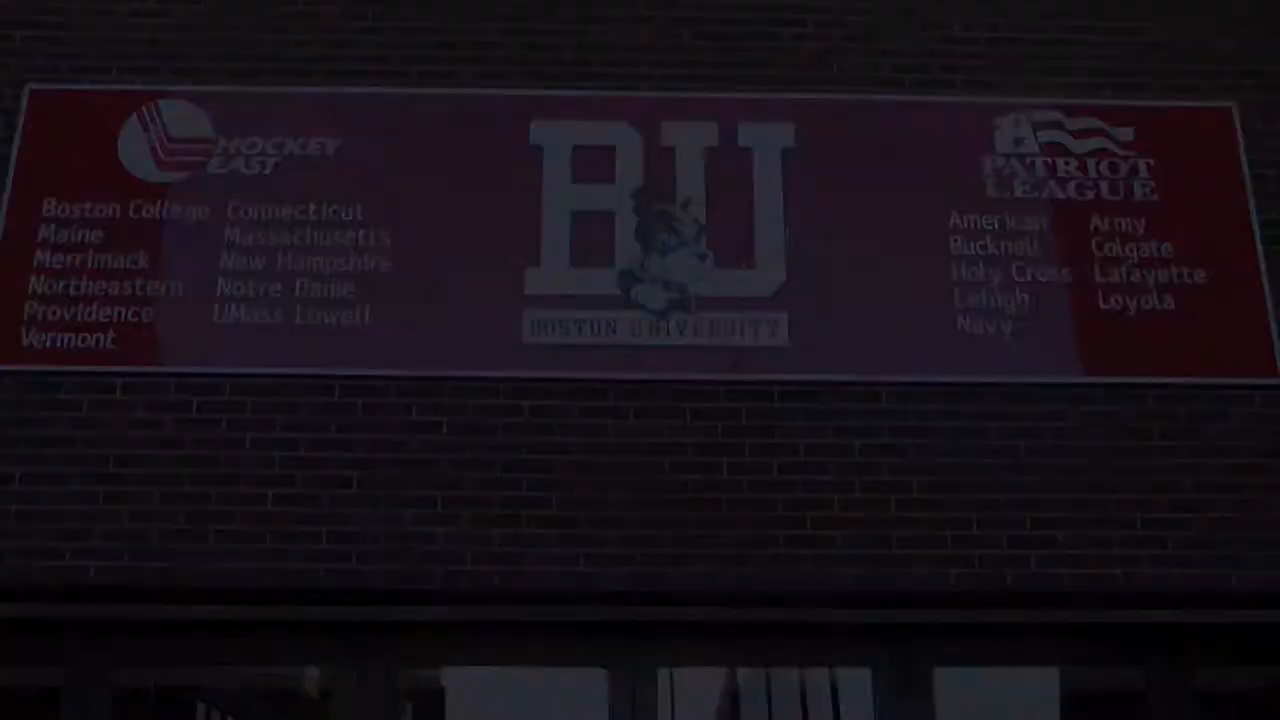 HOCKEY
EAST
Boston College Connecticut
Maine Massachusetts
Merrimack New Hampshire
Northeastern Notre Dame
Providence UMass Lowell
Vermont
BU
BOSTON UNIVERSITY
PATRIOT
LEAGUE
American Army
Bucknell Colgate
Holy Cross Lafayette
Lehigh Loyola
Navy